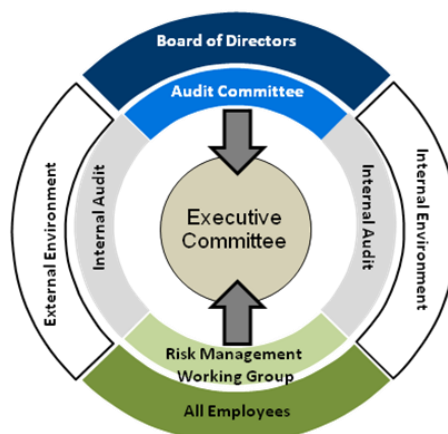 Board of Directors
Audit Committee
External Environment
Internal Audit
Executive
Committee
Internal Audit
Internal Environment
Risk Management
Working Group
All Employees